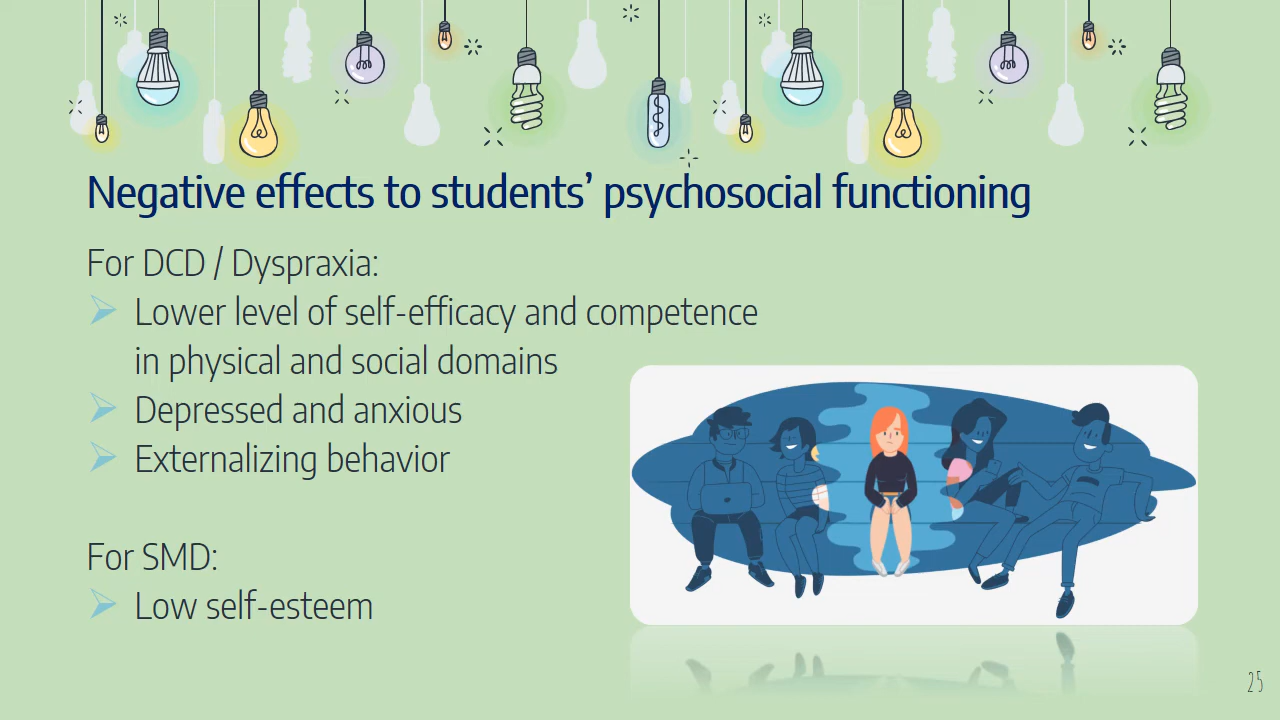 Negative effects to students’ psychosocial functioning
For DCD / Dyspraxia:
Lower level of self-efficacy and competence
in physical and social domains
Depressed and anxious
Externalizing behavior
For SMD:
Low self-esteem
25